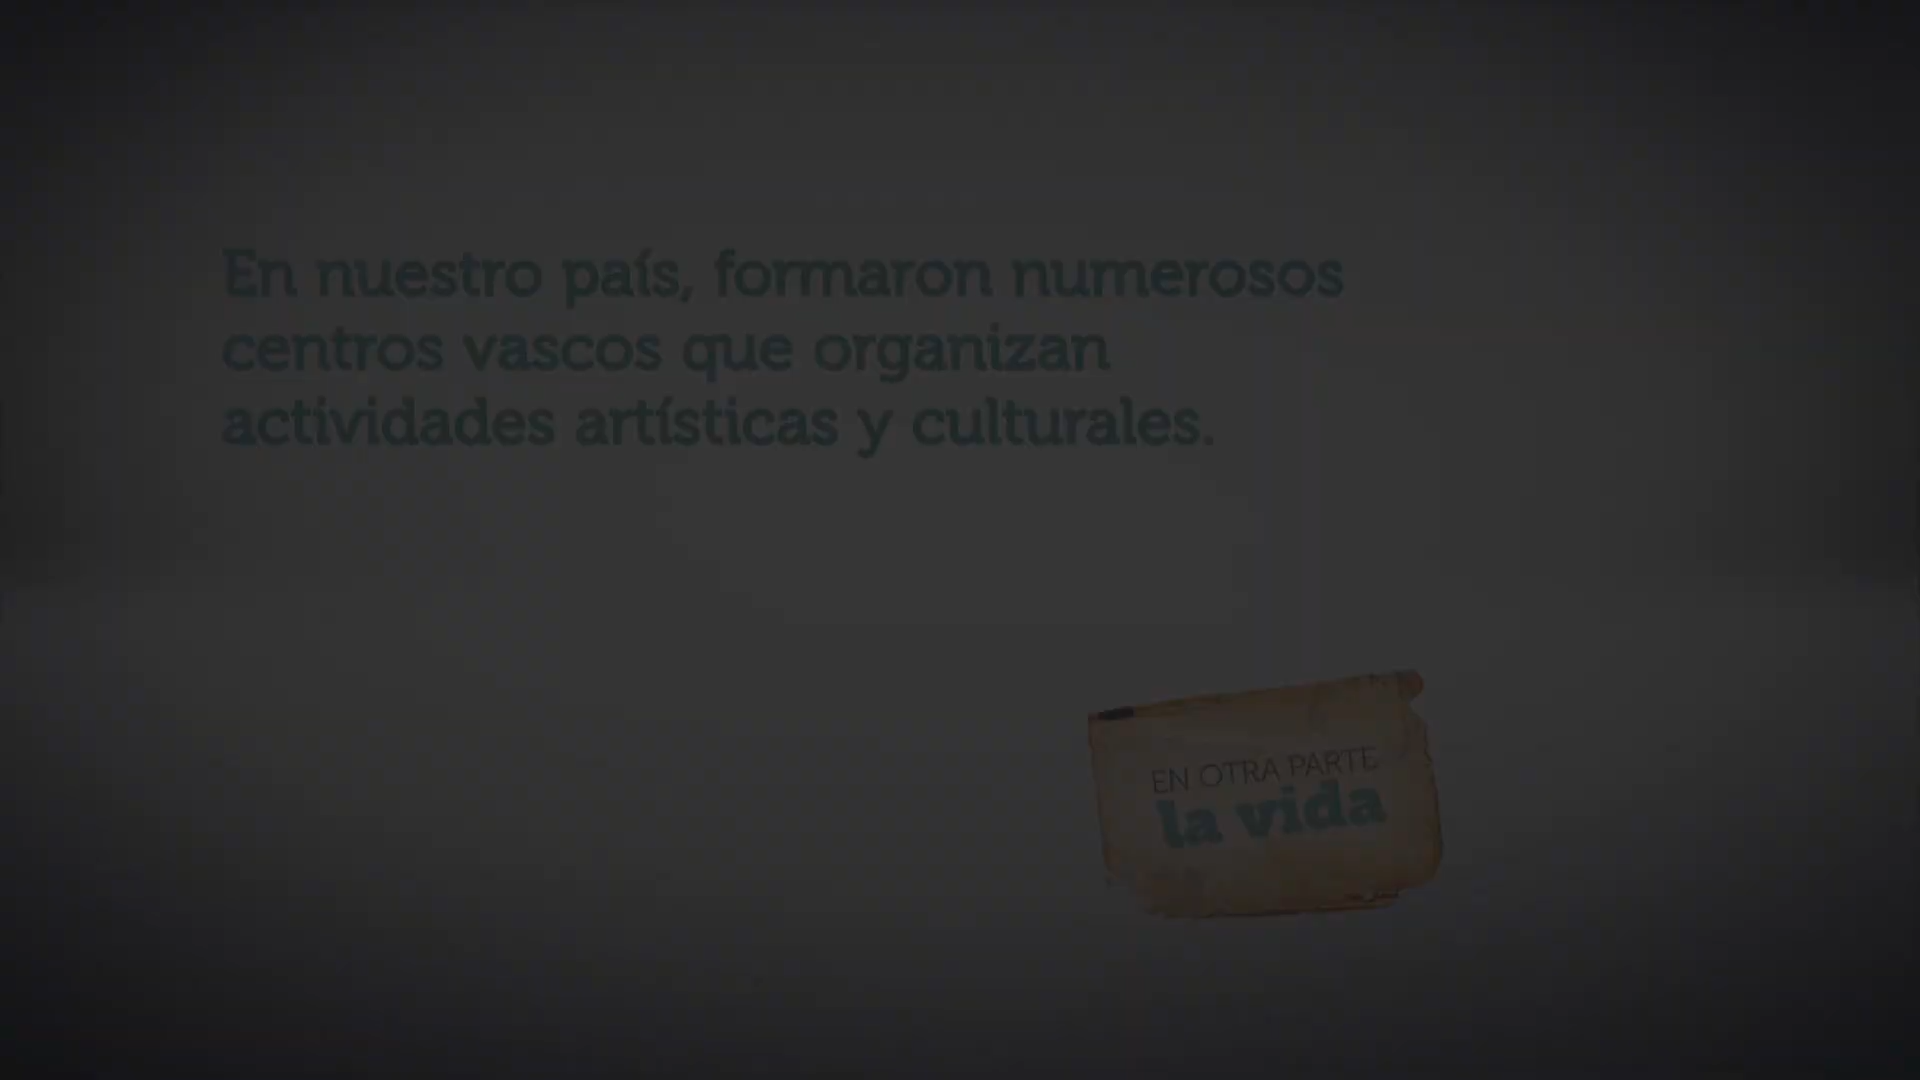 En nuestro país, formaron numerosos
centros vascos que organizan
actividades artísticas y culturales.
EN OTRA PARTE
la vida